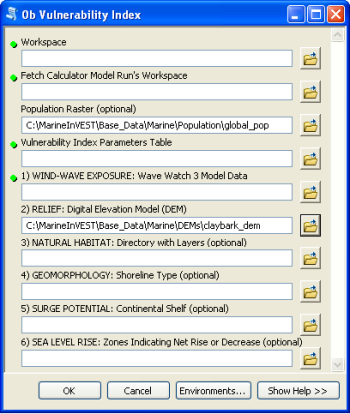 Ob Vulnerability Index
Workspace
Fetch Calculator Model Run's Workspace
Population Raster (optional)
C:\MarineInVEST\Base_Data\Marine\Population\global_pop
Vulnerability Index Parameters Table
1) WIND-WAVE EXPOSURE: Wave Watch 3 Model Data
2) RELIEF: Digital Elevation Model (DEM)
C:\MarineInVEST\Base_Data\Marine\DEMs\claybark_dem
3) NATURAL HABITAT: Directory with Layers (optional)
4) GEOMORPHOLOGY: Shoreline Type (optional)
5) SURGE POTENTIAL: Continental Shelf (optional)
6) SEA LEVEL RISE: Zones Indicating Net Rise or Decrease (optional)
OK Cancel Environments... Show Help >>